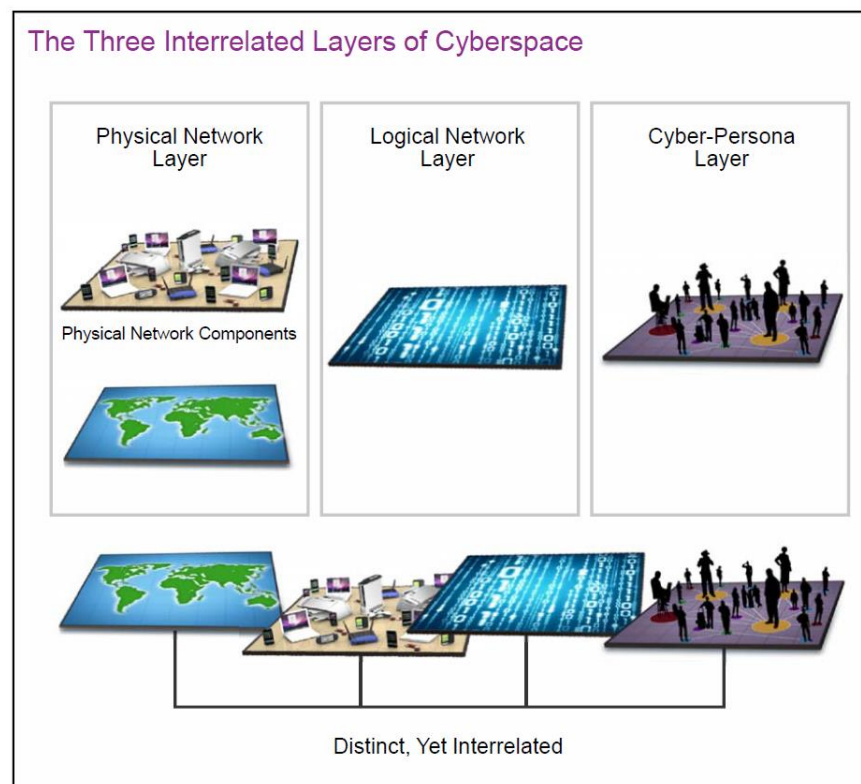 The Three Interrelated Layers of Cyberspace
Physical Network
Layer
Physical Network Components
Logical Network
Layer
Cyber-Persona
Layer
Distinct, Yet Interrelated